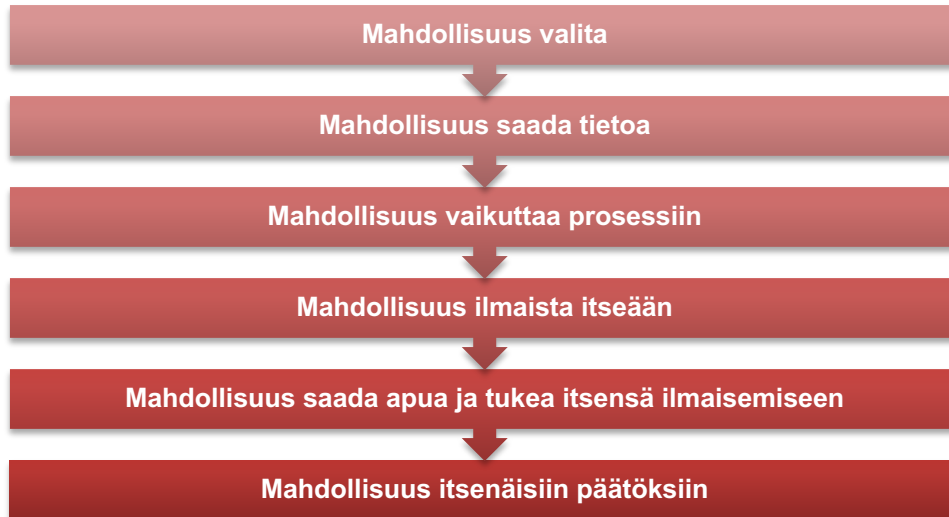 Mahdollisuus valita
Mahdollisuus saada tietoa
Mahdollisuus vaikuttaa prosessiin
Mahdollisuus ilmaista itseään
Mahdollisuus saada apua ja tukea itsensä ilmaisemiseen
Mahdollisuus itsenäisiin päätöksiin